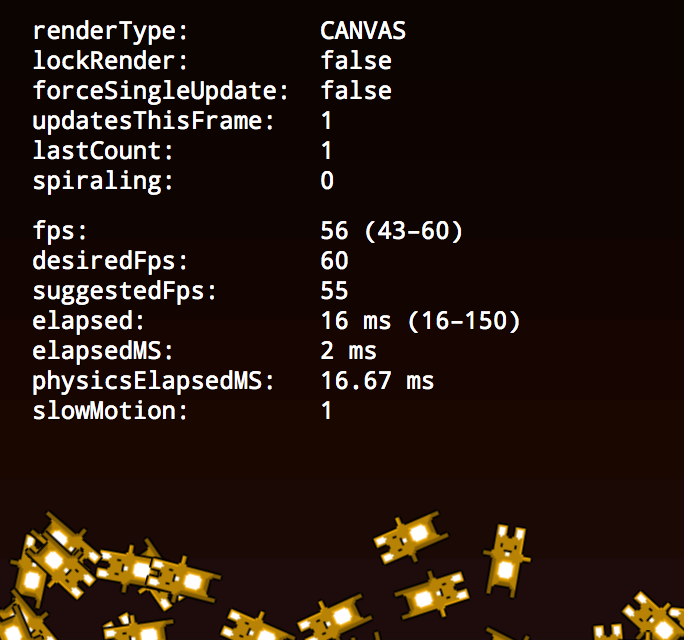 renderType: CANVAS
lockRender: false
forceSingleUpdate: false
updatesThisFrame: 1
lastCount: 1
spiraling: 0
fps: 56 (43–60)
desiredFps: 60
suggestedFps: 55
elapsed: 16 ms (16–150)
elapsedMS: 2 ms
physicsElapsedMS: 16.67 ms
slowMotion: 1